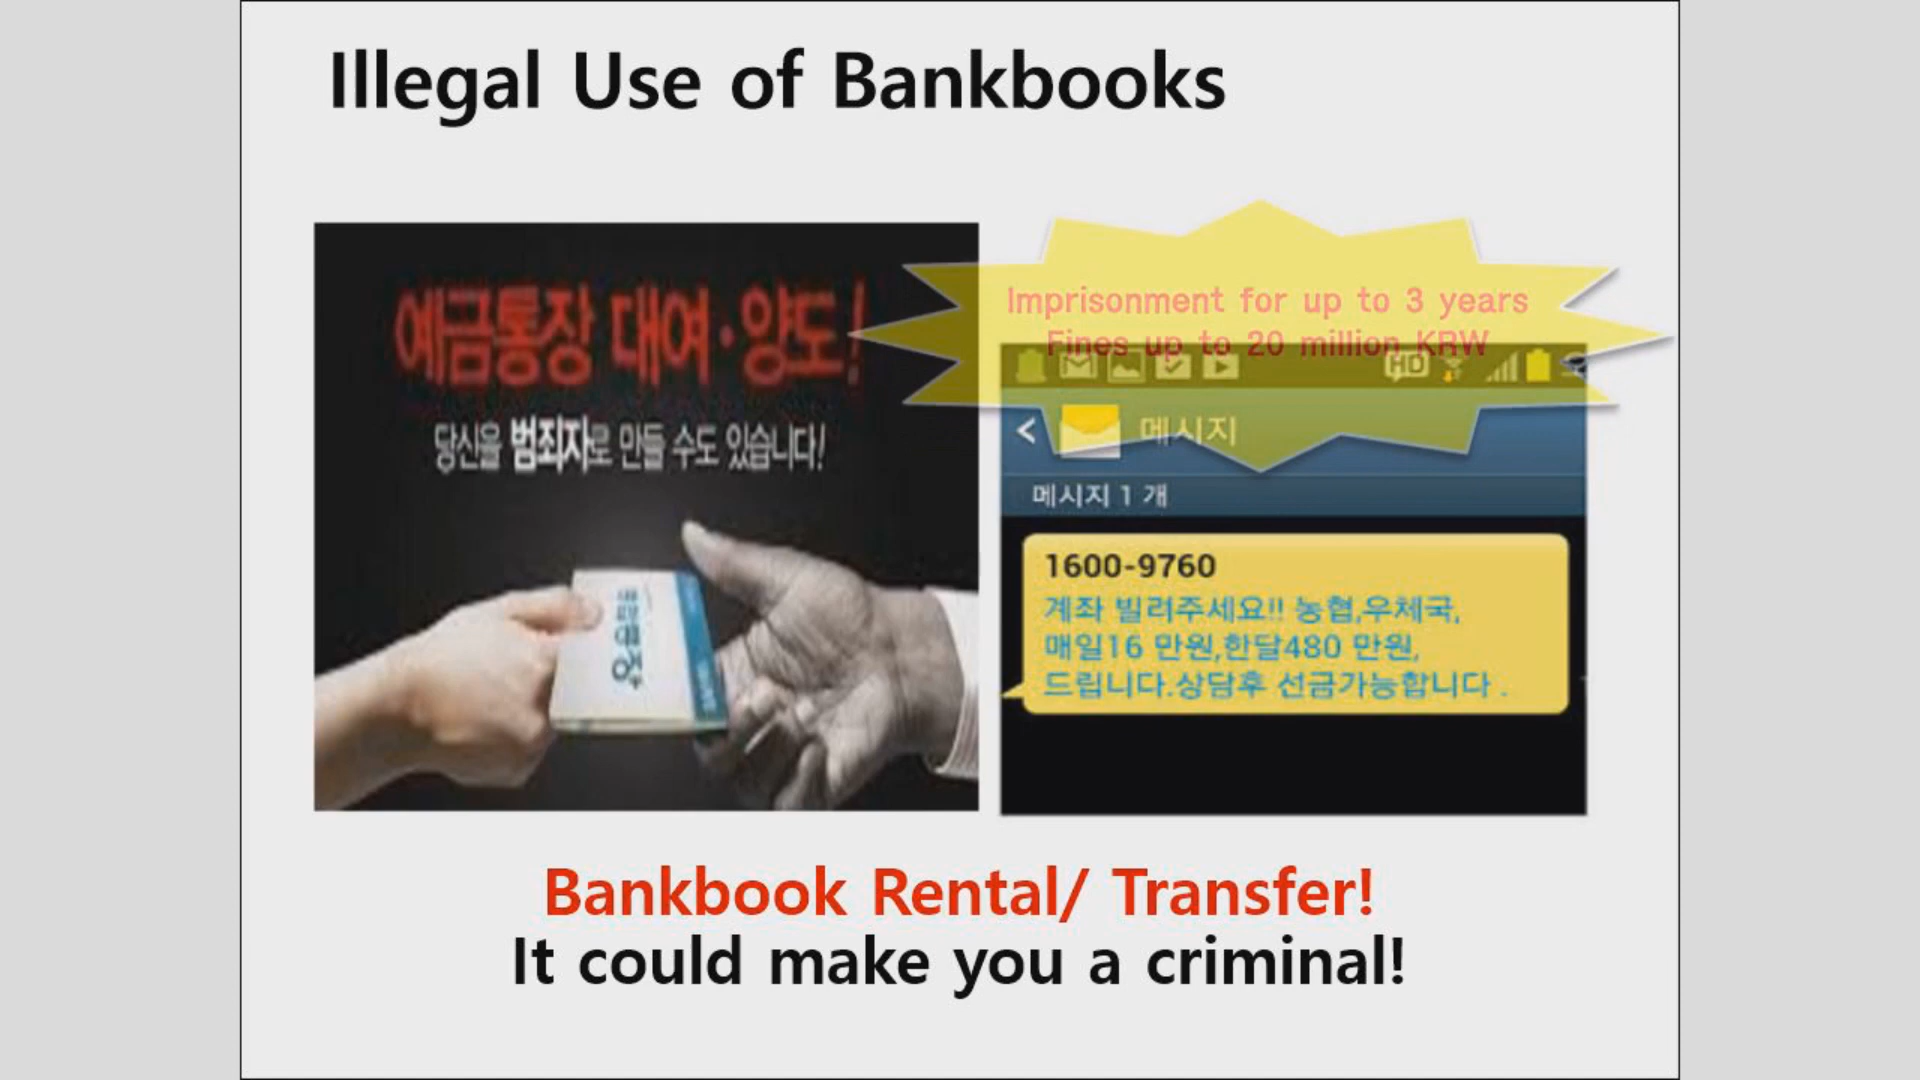 Illegal Use of Bankbooks
예금통장 대여·양도!
당신을 범죄자로 만들 수도 있습니다!
Imprisonment for up to 3 years
Fines up to 20 million KRW
HD
메시지
메시지 1 개
1600-9760
계좌 빌려주세요!! 농협,우체국,
매일16 만원,한달480 만원,
드립니다.상담후 선금가능합니다 .
Bankbook Rental/ Transfer!
It could make you a criminal!